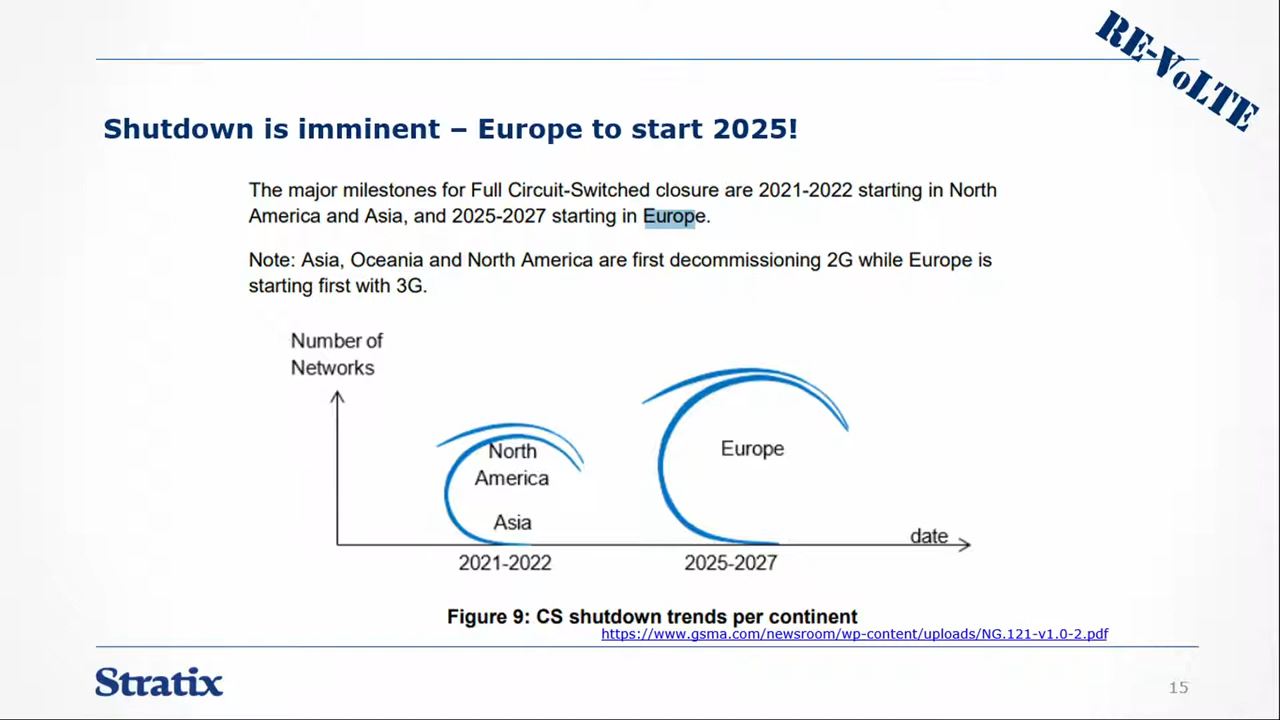 RE-VoLTE
Shutdown is imminent – Europe to start 2025!
The major milestones for Full Circuit-Switched closure are 2021-2022 starting in North
America and Asia, and 2025-2027 starting in Europe.
Note: Asia, Oceania and North America are first decommissioning 2G while Europe is
starting first with 3G.
Number of
Networks
North
America
Asia
Europe
date
2021-2022
2025-2027
Figure 9: CS shutdown trends per continent
https://www.gsma.com/newsroom/wp-content/uploads/NG.121-v1.0-2.pdf
Stratix
15